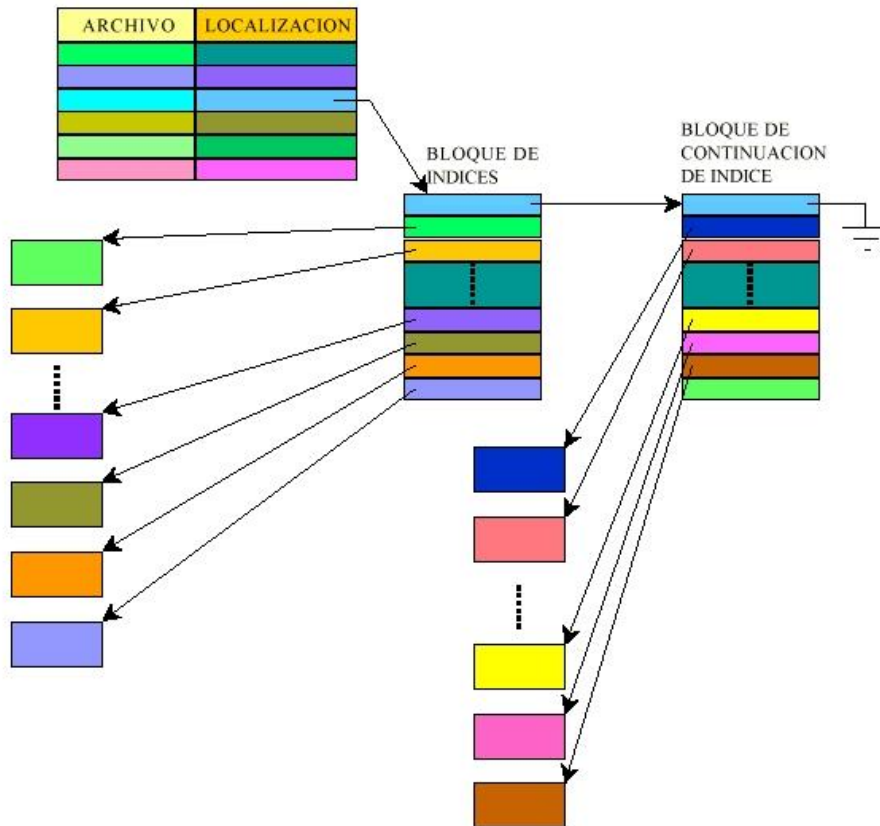 ARCHIVO LOCALIZACION
BLOQUE DE
INDICES
BLOQUE DE
CONTINUACION
DE INDICE